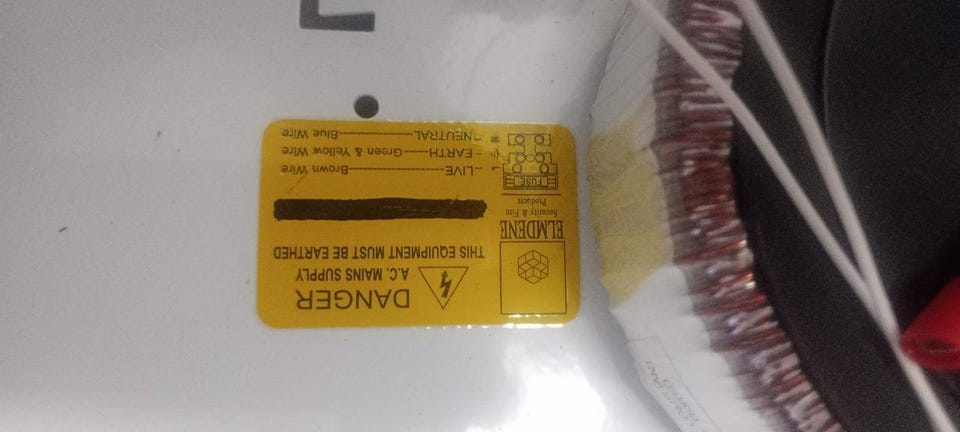 DANGER
A.C. MAINS SUPPLY
THIS EQUIPMENT MUST BE EARTHED
ELMDENE
Security & Fire
Products
FUSE
L -LIVE---------------Brown Wire
-EARTH------Green & Yellow Wire
N "NEUTRAL---------------Blue Wire